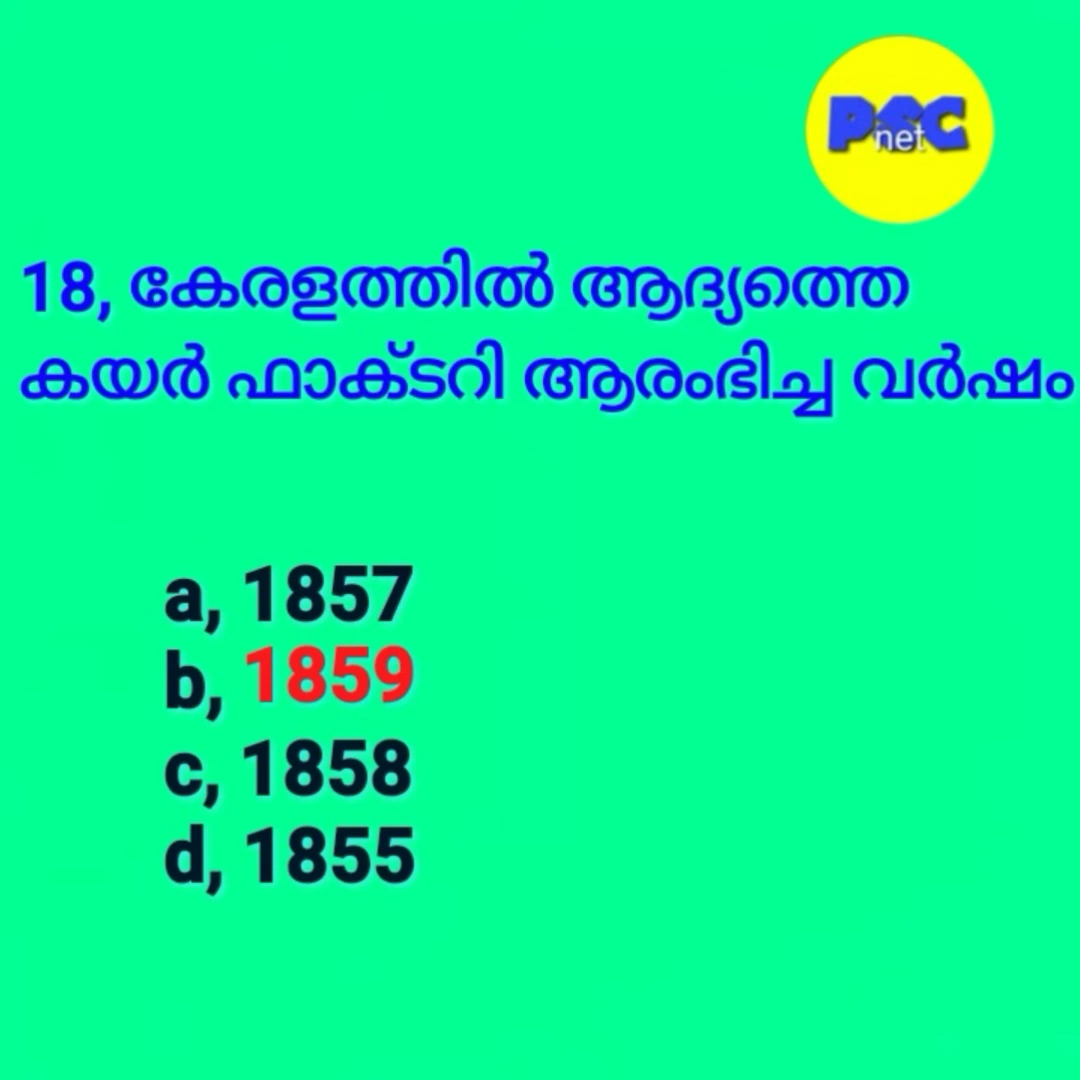 PSC
net
18, കേരളത്തിൽ ആദ്യത്തെ
കയർ ഫാക്ടറി ആരംഭിച്ച വർഷം
a, 1857
b, 1859
c, 1858
d, 1855